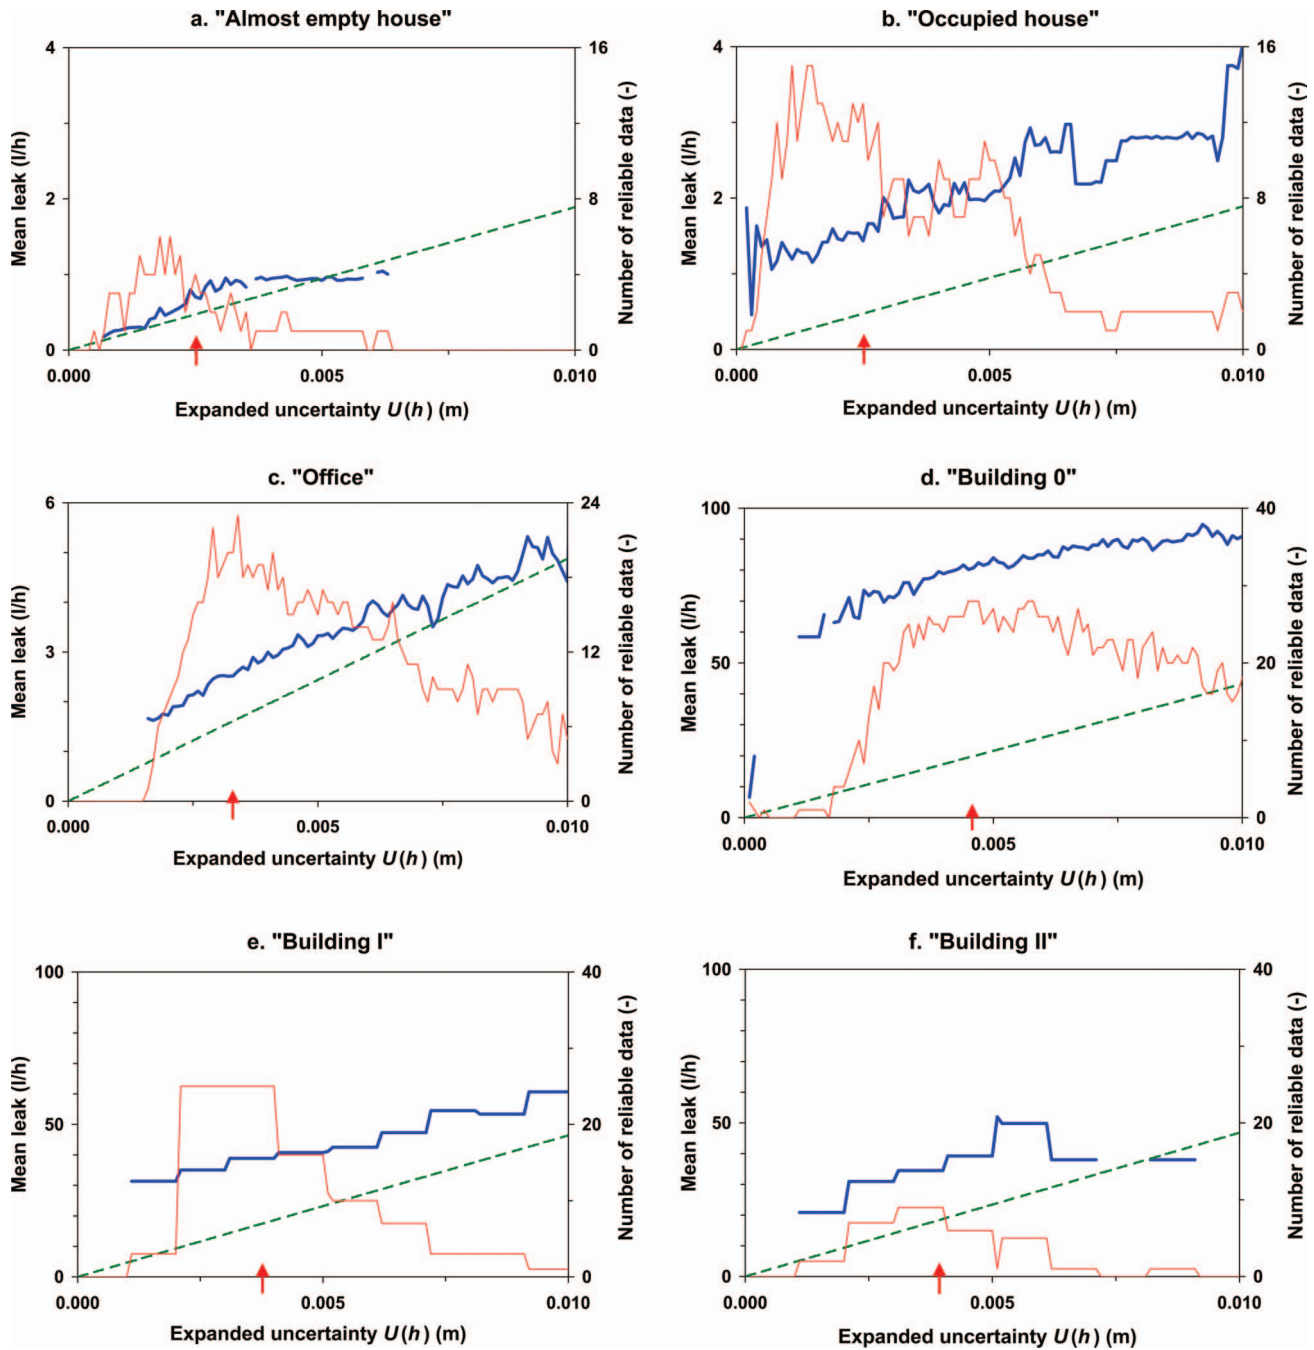 a. "Almost empty house"
4
2
0
16
8
0
0.000
0.005
0.010
Mean leak (l/h)
Number of reliable data (-)
Expanded uncertainty U(h) (m)
b. "Occupied house"
4
2
0
16
8
0
0.000
0.005
0.010
Mean leak (l/h)
Number of reliable data (-)
Expanded uncertainty U(h) (m)
c. "Office"
6
3
0
24
12
0
0.000
0.005
0.010
Mean leak (l/h)
Number of reliable data (-)
Expanded uncertainty U(h) (m)
d. "Building 0"
100
50
0
40
20
0
0.000
0.005
0.010
Mean leak (l/h)
Number of reliable data (-)
Expanded uncertainty U(h) (m)
e. "Building I"
100
50
0
40
20
0
0.000
0.005
0.010
Mean leak (l/h)
Number of reliable data (-)
Expanded uncertainty U(h) (m)
f. "Building II"
100
50
0
40
20
0
0.000
0.005
0.010
Mean leak (l/h)
Number of reliable data (-)
Expanded uncertainty U(h) (m)